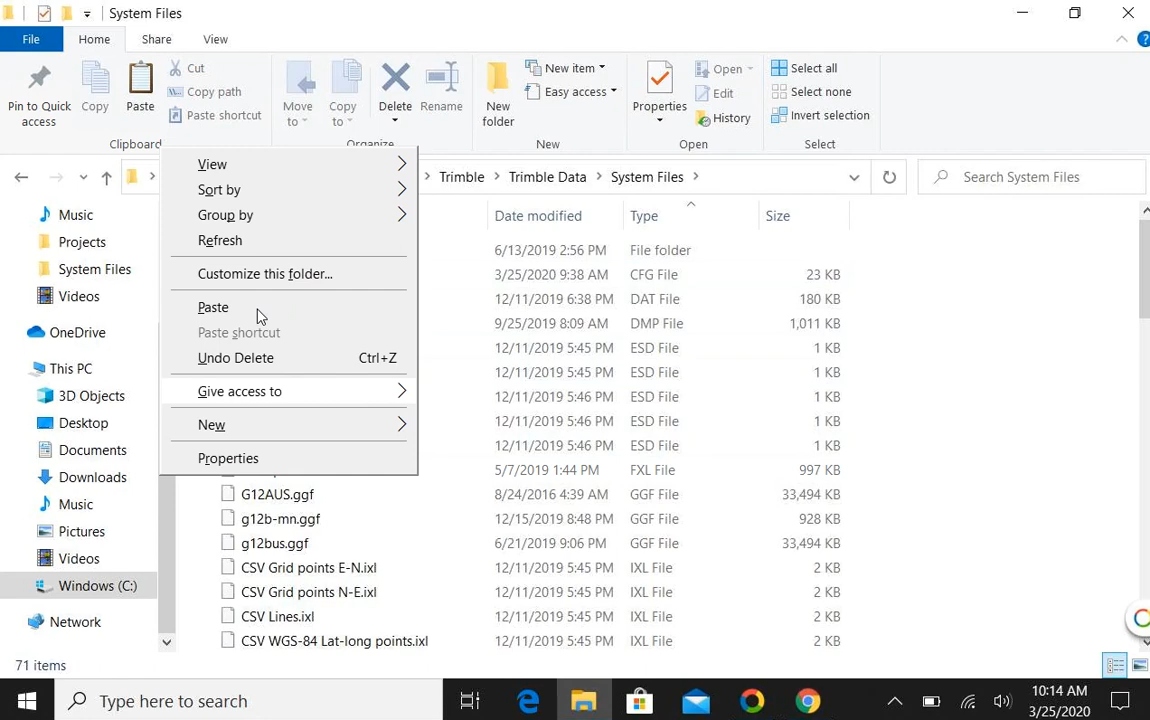 System Files
File Home Share View
Pin to Quick access
Copy
Paste
Cut
Copy path
Paste shortcut
Move to
Copy to
Delete
Rename
New folder
New item
Easy access
Properties
Open
Edit
History
Select all
Select none
Invert selection
Clipboard Organize New Open Select
Trimble Trimble Data System Files
Search System Files
Music
Projects
System Files
Videos
OneDrive
This PC
3D Objects
Desktop
Documents
Downloads
Music
Pictures
Videos
Windows (C:)
Network
View
Sort by
Group by
Refresh
Customize this folder...
Paste
Paste shortcut
Undo Delete Ctrl+Z
Give access to
New
Properties
Date modified Type Size
6/13/2019 2:56 PM File folder
3/25/2020 9:38 AM CFG File 23 KB
12/11/2019 6:38 PM DAT File 180 KB
9/25/2019 8:09 AM DMP File 1,011 KB
12/11/2019 5:45 PM ESD File 1 KB
12/11/2019 5:45 PM ESD File 1 KB
12/11/2019 5:46 PM ESD File 1 KB
12/11/2019 5:46 PM ESD File 1 KB
12/11/2019 5:46 PM ESD File 1 KB
5/7/2019 1:44 PM FXL File 997 KB
G12AUS.ggf 8/24/2016 4:39 AM GGF File 33,494 KB
g12b-mn.ggf 12/15/2019 8:48 PM GGF File 928 KB
g12bus.ggf 6/21/2019 9:06 PM GGF File 33,494 KB
CSV Grid points E-N.ixl 12/11/2019 5:45 PM IXL File 2 KB
CSV Grid points N-E.ixl 12/11/2019 5:45 PM IXL File 2 KB
CSV Lines.ixl 12/11/2019 5:45 PM IXL File 2 KB
CSV WGS-84 Lat-long points.ixl 12/11/2019 5:45 PM IXL File 2 KB
71 items
Type here to search
10:14 AM
3/25/2020